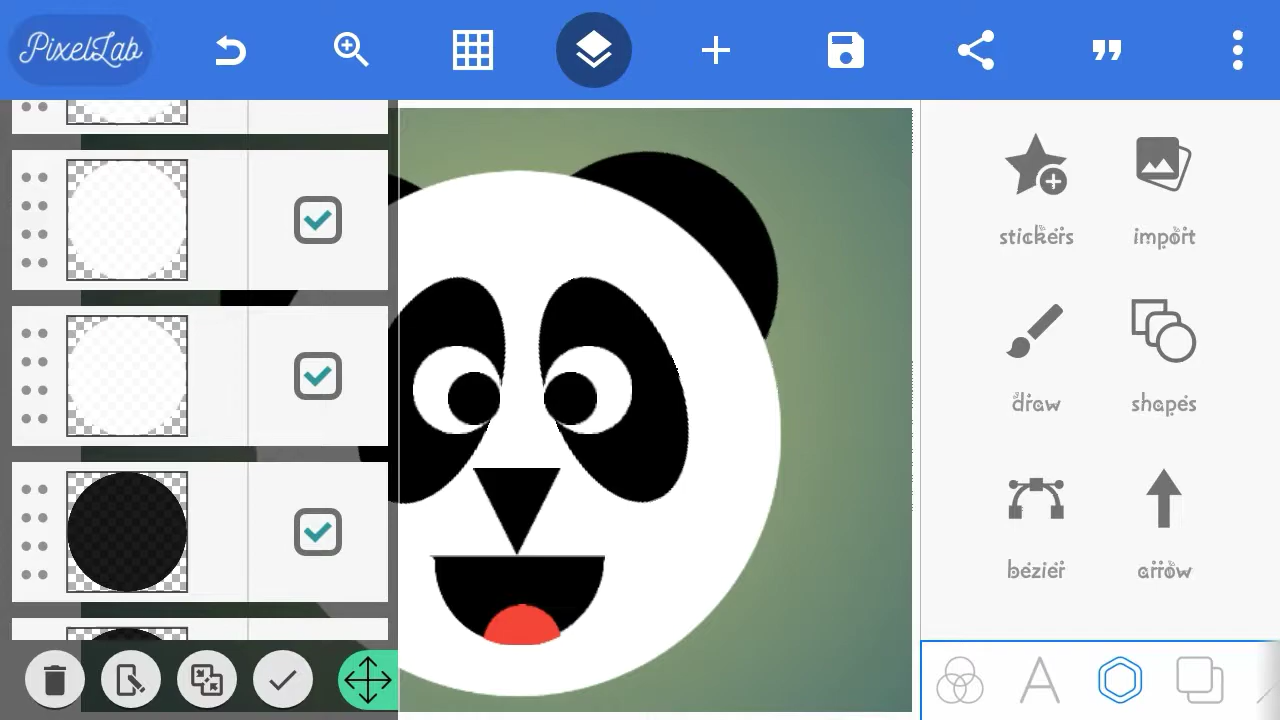 PixelLab
stickers
import
draw
shapes
bezier
arrow